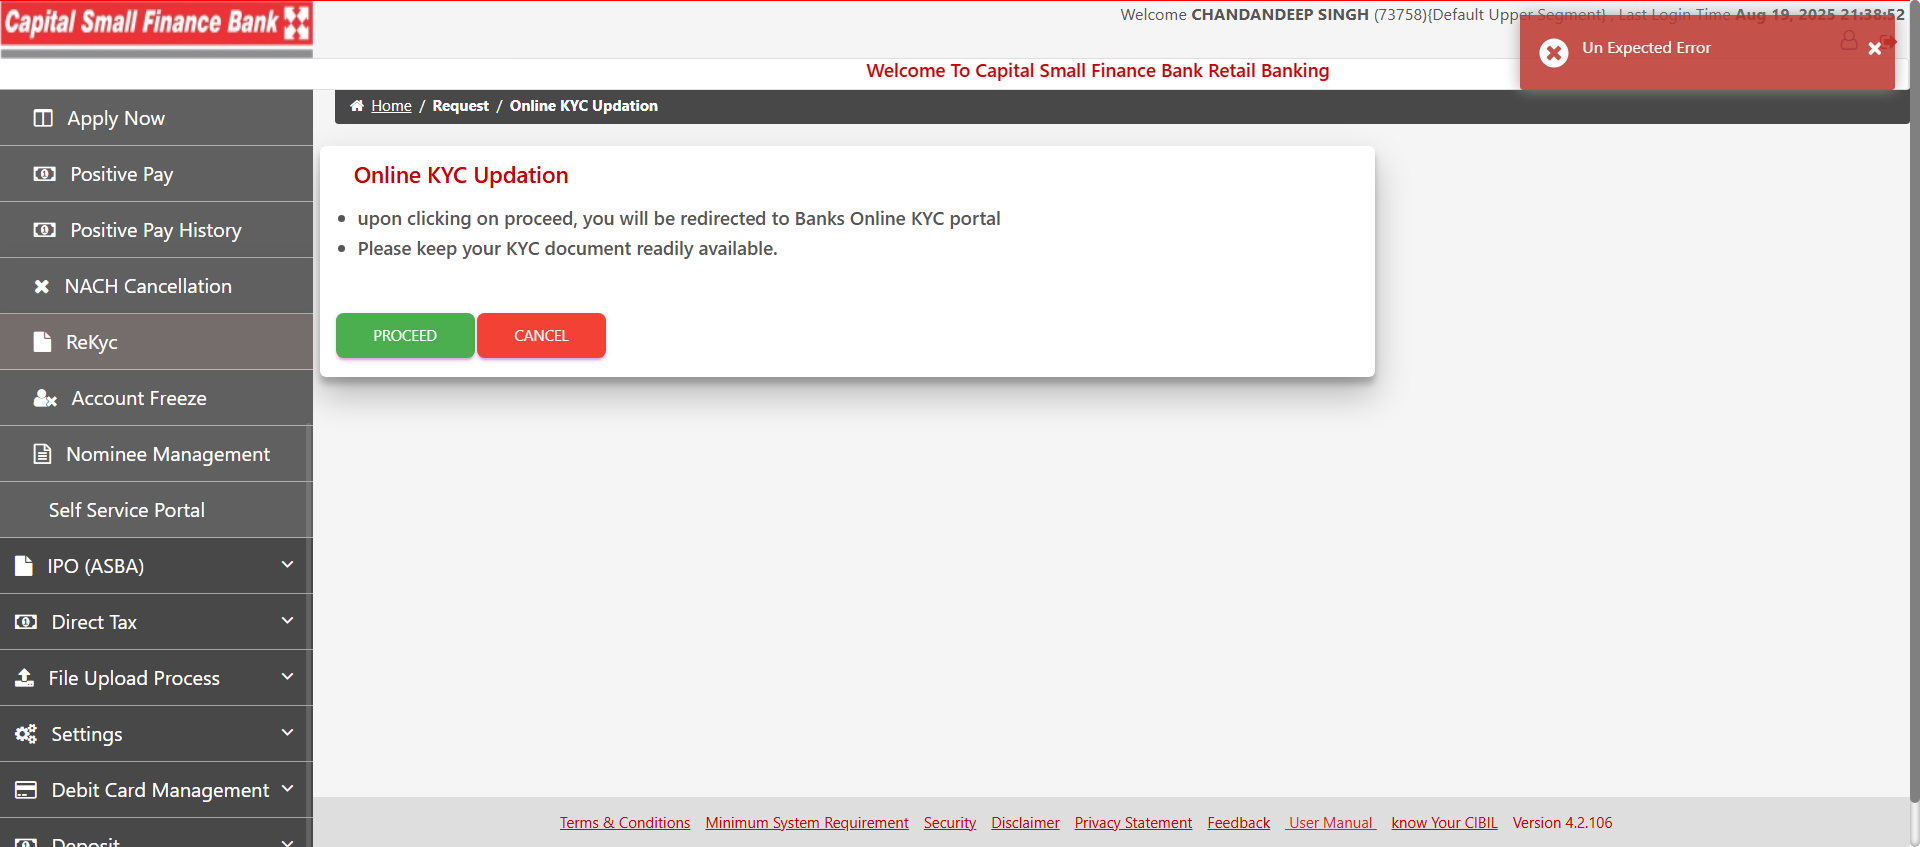 Capital Small Finance Bank
Welcome CHANDANDEEP SINGH (73758){Default Upper Segment} , Last Login Time Aug 19, 2025 21:38:52
Un Expected Error
Welcome To Capital Small Finance Bank Retail Banking
Home / Request / Online KYC Updation
Apply Now
Positive Pay
Positive Pay History
NACH Cancellation
ReKyc
Account Freeze
Nominee Management
Self Service Portal
IPO (ASBA)
Direct Tax
File Upload Process
Settings
Debit Card Management
Deposit
Online KYC Updation
• upon clicking on proceed, you will be redirected to Banks Online KYC portal
• Please keep your KYC document readily available.
PROCEED CANCEL
Terms & Conditions Minimum System Requirement Security Disclaimer Privacy Statement Feedback User Manual know Your CIBIL Version 4.2.106